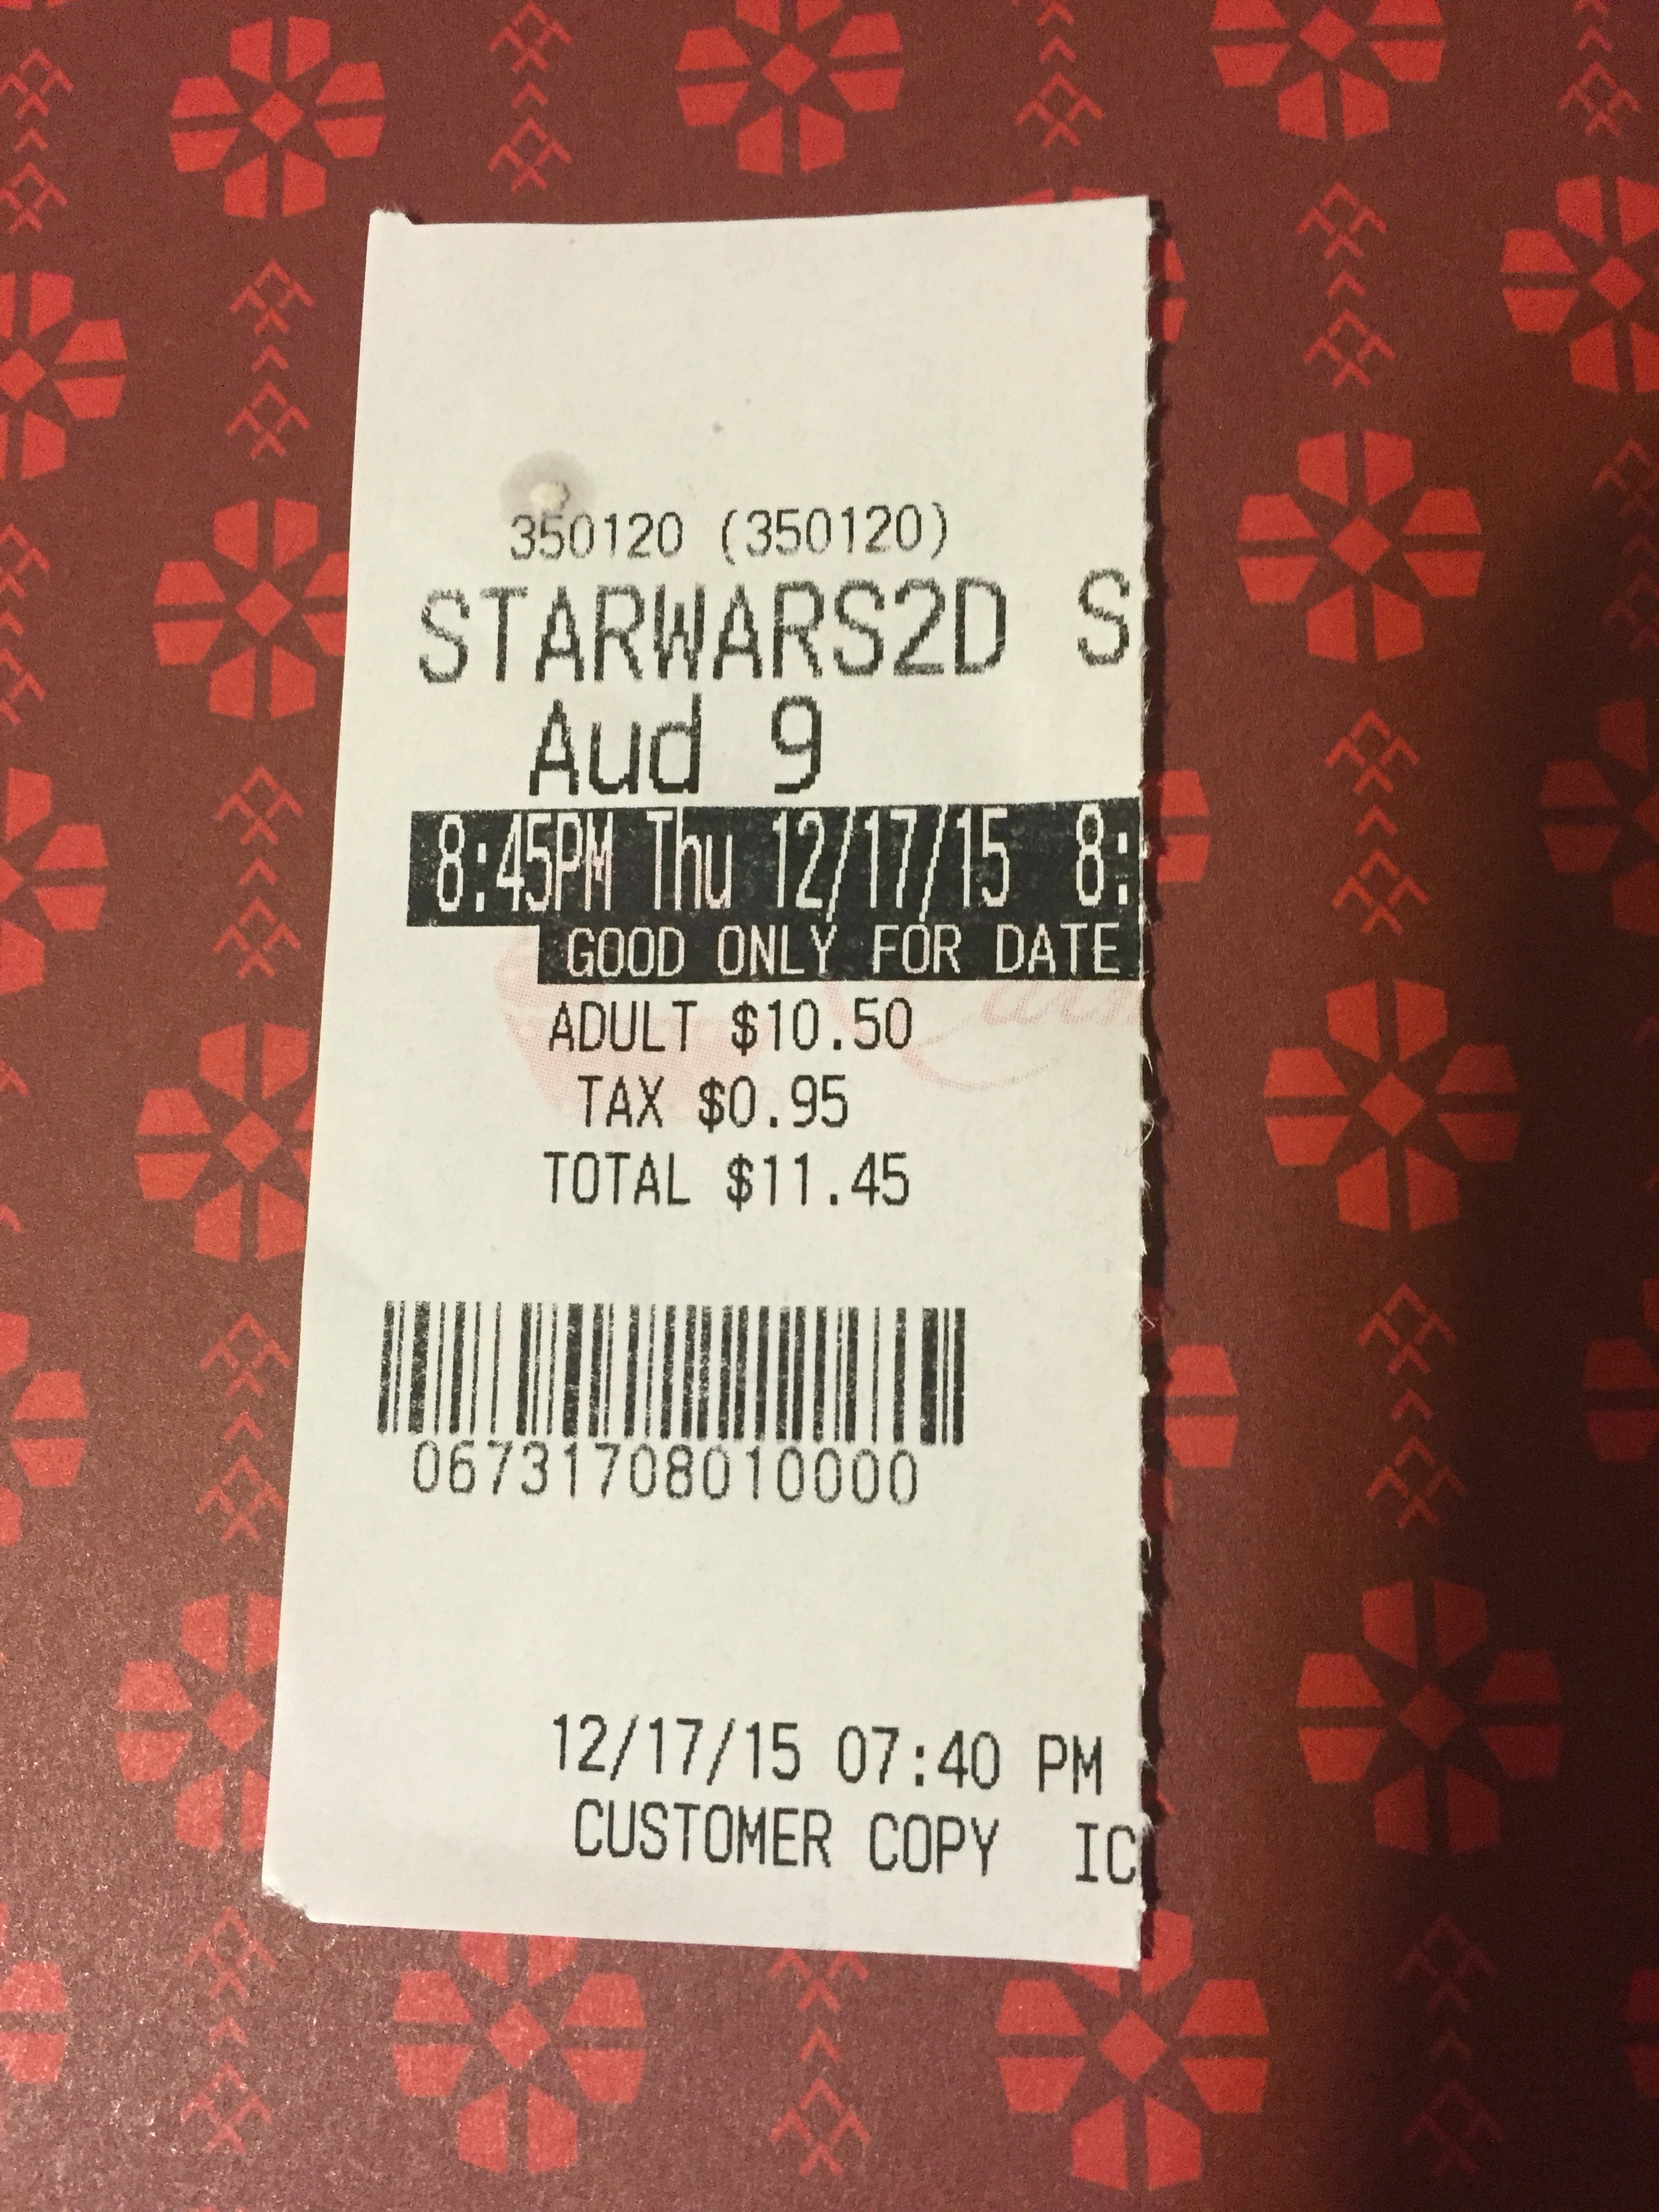 350120 (350120)
STARWARS2D S
Aud 9
8:45PM Thu 12/17/15 8:
GOOD ONLY FOR DATE
ADULT $10.50
TAX $0.95
TOTAL $11.45
06731708010000
12/17/15 07:40 PM
CUSTOMER COPY IC